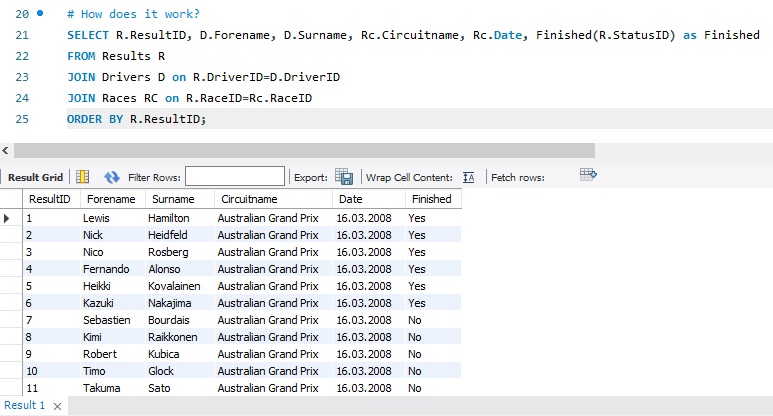 20 # How does it work?
21 SELECT R.ResultID, D.Forename, D.Surname, Rc.Circuitname, Rc.Date, Finished(R.StatusID) as Finished
22 FROM Results R
23 JOIN Drivers D on R.DriverID=D.DriverID
24 JOIN Races RC on R.RaceID=Rc.RaceID
25 ORDER BY R.ResultID;
Result Grid Filter Rows: Export: Wrap Cell Content: IA Fetch rows:
ResultID Forename Surname Circuitname Date Finished
1 Lewis Hamilton Australian Grand Prix 16.03.2008 Yes
2 Nick Heidfeld Australian Grand Prix 16.03.2008 Yes
3 Nico Rosberg Australian Grand Prix 16.03.2008 Yes
4 Fernando Alonso Australian Grand Prix 16.03.2008 Yes
5 Heikki Kovalainen Australian Grand Prix 16.03.2008 Yes
6 Kazuki Nakajima Australian Grand Prix 16.03.2008 Yes
7 Sebastien Bourdais Australian Grand Prix 16.03.2008 No
8 Kimi Raikkonen Australian Grand Prix 16.03.2008 No
9 Robert Kubica Australian Grand Prix 16.03.2008 No
10 Timo Glock Australian Grand Prix 16.03.2008 No
11 Takuma Sato Australian Grand Prix 16.03.2008 No
Result 1 ×